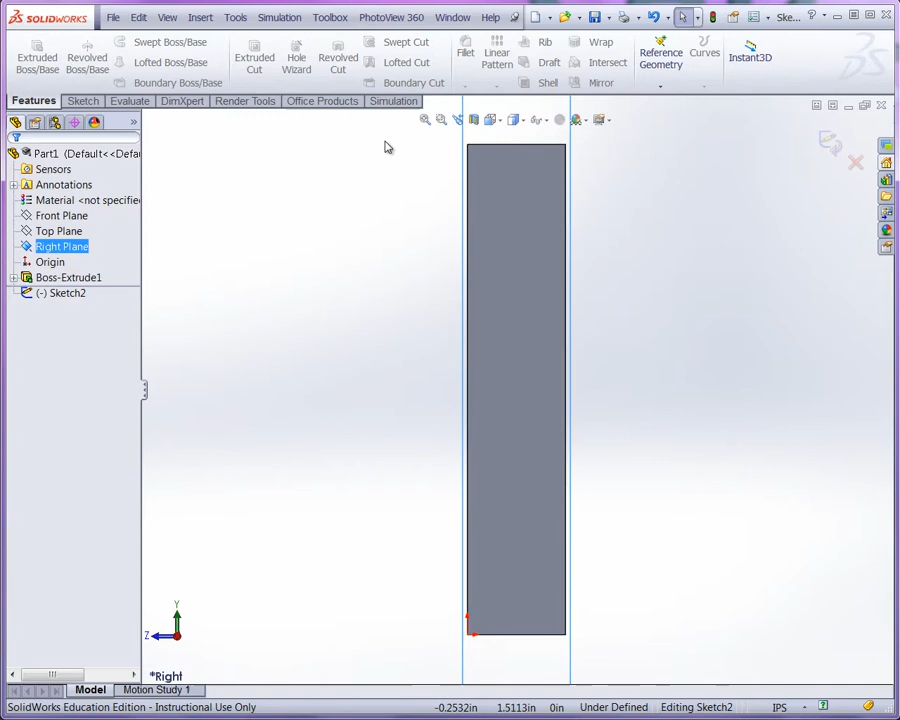 SOLIDWORKS File Edit View Insert Tools Simulation Toolbox PhotoView 360 Window Help Ske... ?
Extruded Boss/Base
Revolved Boss/Base
Swept Boss/Base
Lofted Boss/Base
Boundary Boss/Base
Extruded Cut
Hole Wizard
Revolved Cut
Swept Cut
Lofted Cut
Boundary Cut
Fillet
Linear Pattern
Rib
Draft
Shell
Wrap
Intersect
Mirror
Reference Geometry
Curves
Instant3D
Features Sketch Evaluate DimXpert Render Tools Office Products Simulation
Part1 (Default<<Defau
Sensors
Annotations
Material <not specifie
Front Plane
Top Plane
Right Plane
Origin
Boss-Extrude1
(-) Sketch2
Y
Z
*Right
Model Motion Study 1
SolidWorks Education Edition - Instructional Use Only -0.2532in 1.5113in 0in Under Defined Editing Sketch2 IPS ?